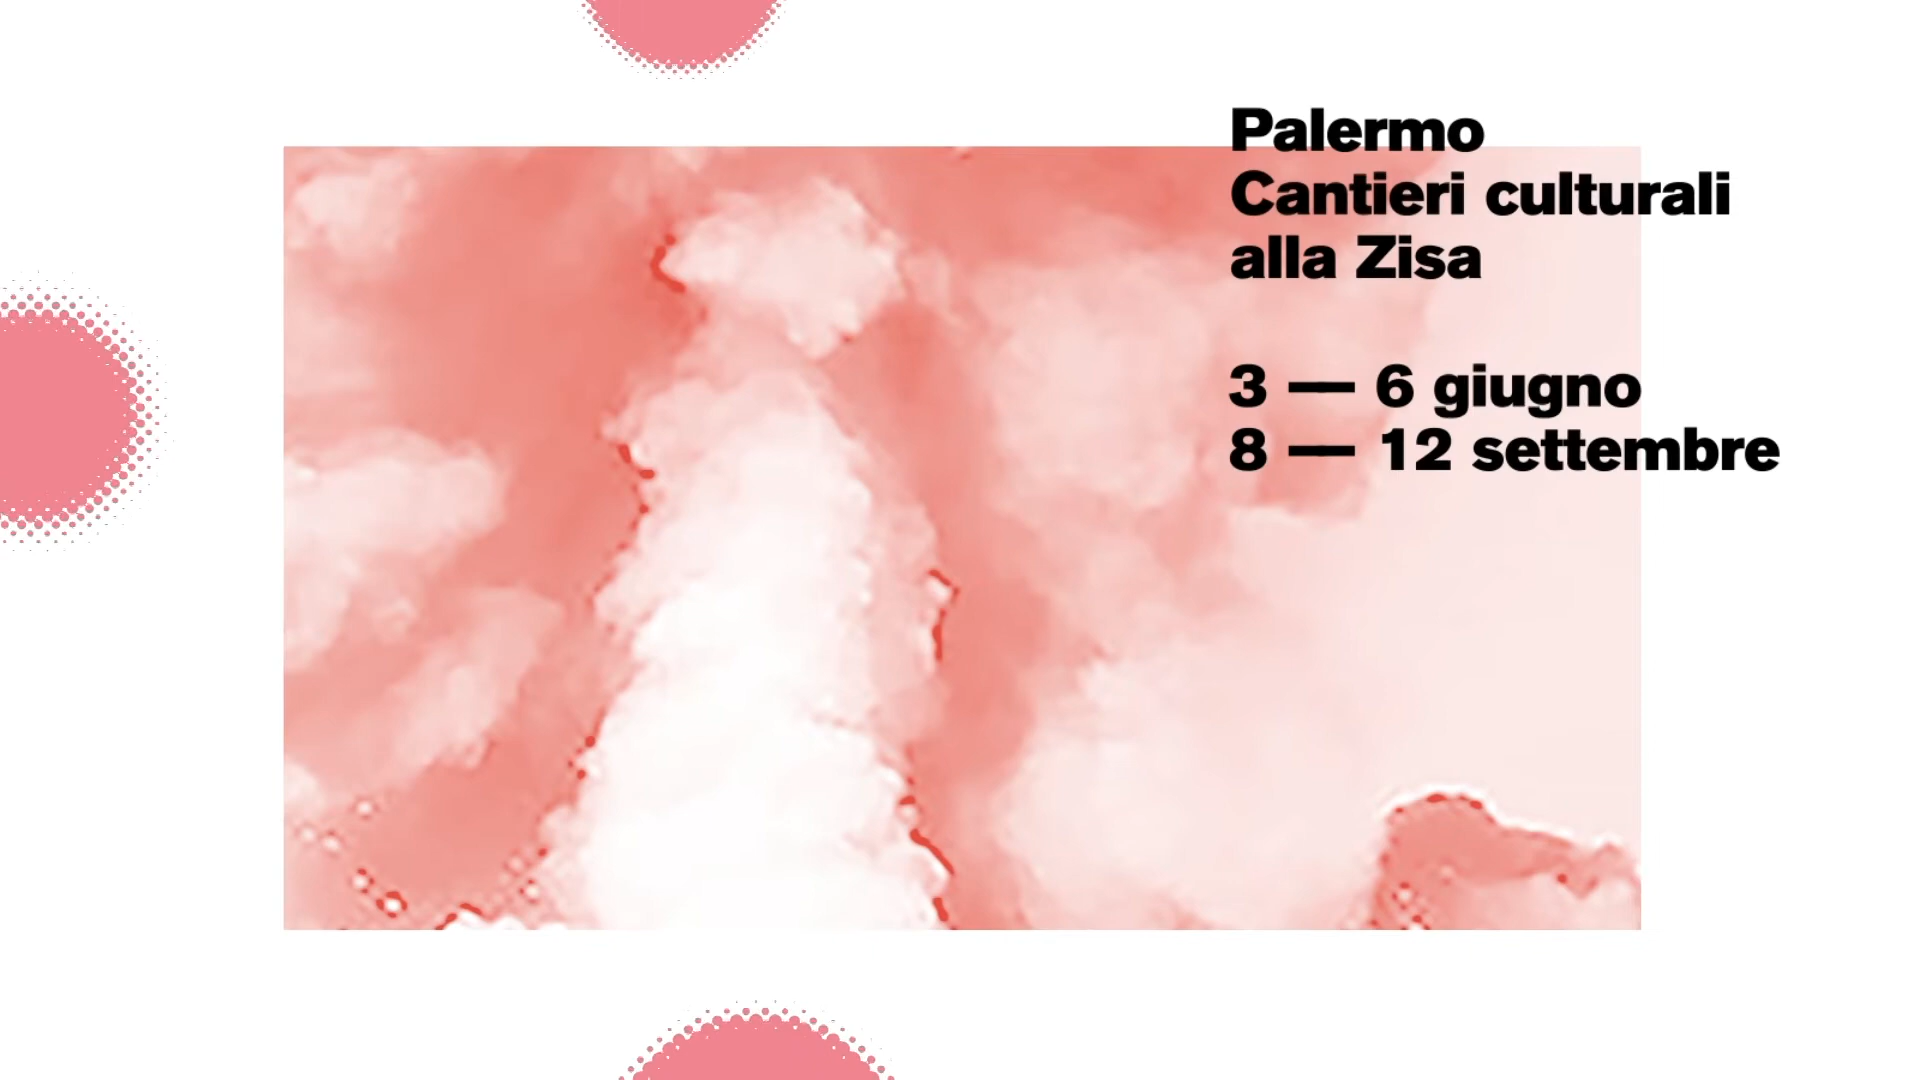 Palermo
Cantieri culturali
alla Zisa
3 — 6 giugno
8 — 12 settembre